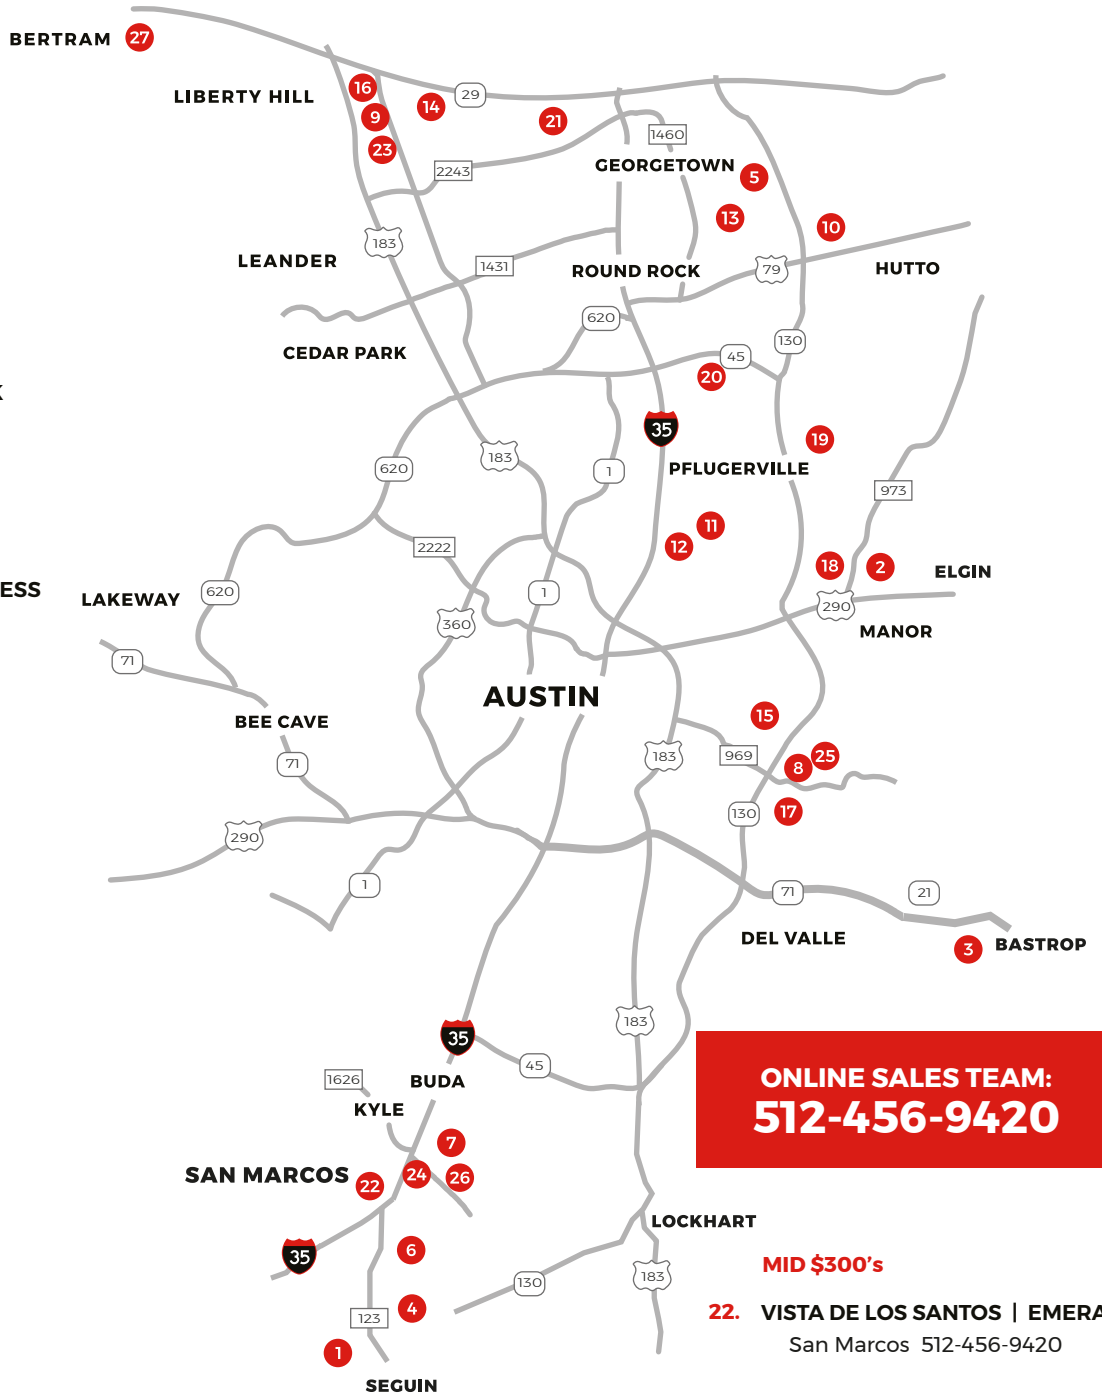 BERTRAM 27
16
LIBERTY HILL
29
14
9
21
1460
23
GEORGETOWN
2243
5
13
10
183
LEANDER
1431
ROUND ROCK
79
HUTTO
620
130
CEDAR PARK
45
20
35
19
183
620
1
PFLUGERVILLE
973
11
12
2222
18
2
ELGIN
ESS
LAKEWAY
620
1
290
360
MANOR
71
AUSTIN
15
BEE CAVE
183
969
25
71
8
130
17
290
1
71
21
DEL VALLE
3
BASTROP
183
35
45
1626
BUDA
ONLINE SALES TEAM:
512-456-9420
KYLE
7
SAN MARCOS
24
26
22
LOCKHART
6
35
MID $300's
183
130
4
123
22. VISTA DE LOS SANTOS | EMERA
San Marcos 512-456-9420
1
SEGUIN